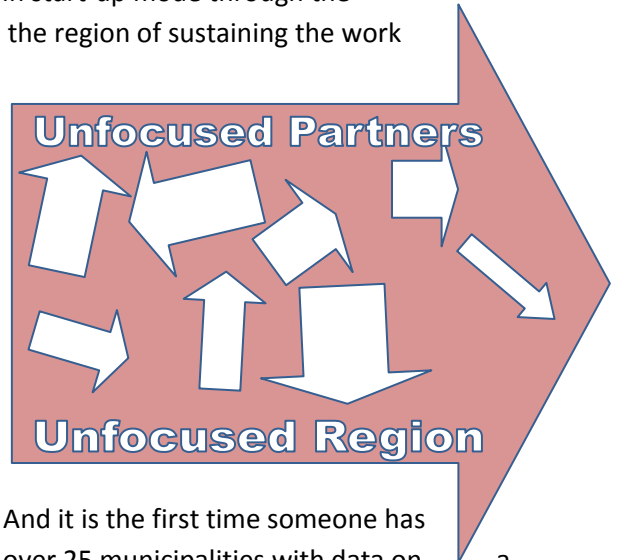 in start-up mode through the
the region of sustaining the work
Unfocused Partners
Unfocused Region
And it is the first time someone has
over 25 municipalities with data on a